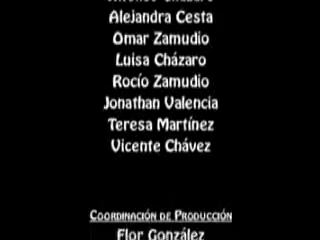 Alejandra Cesta
Omar Zamudio
Luisa Cházaro
Rocío Zamudio
Jonathan Valencia
Teresa Martínez
Vicente Chávez
Coordinación de Producción
Flor González